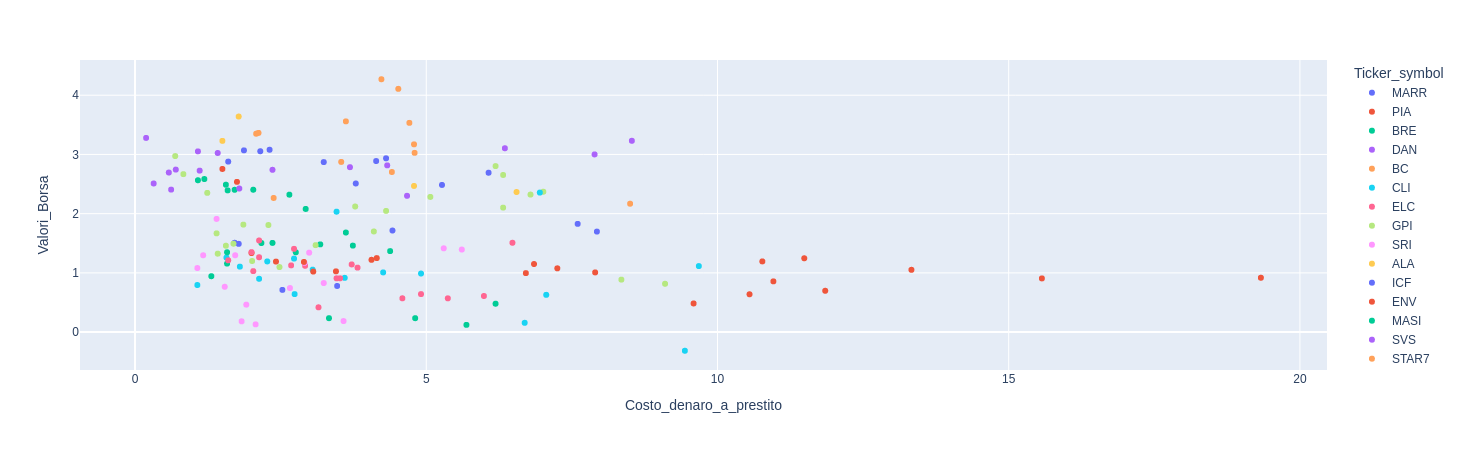 Ticker_symbol
MARR
PIA
BRE
DAN
BC
CLI
ELC
GPI
SRI
ALA
ICF
ENV
MASI
SVS
STAR7
Valori_Borsa
4
3
2
1
0
0 5 10 15 20
Costo_denaro_a_prestito